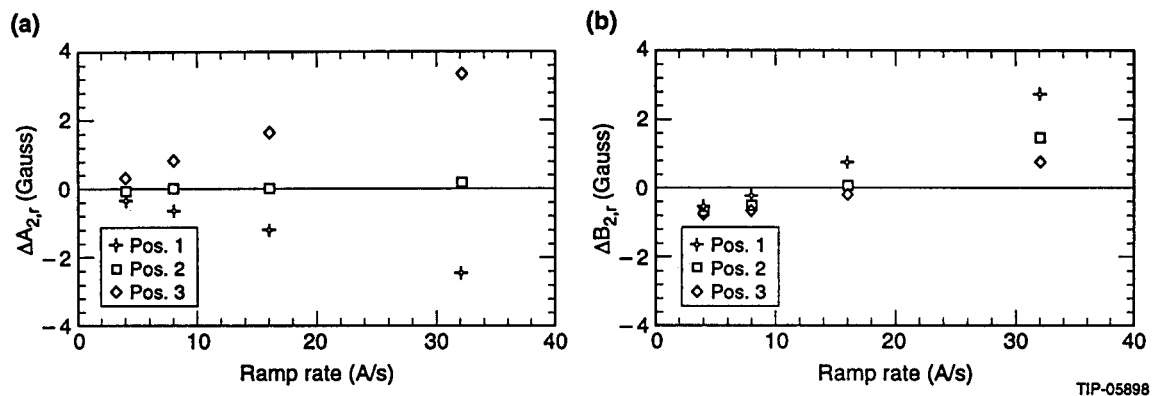 (a)
4
2
0
−2
−4
ΔA2,r (Gauss)
Pos. 1
Pos. 2
Pos. 3
0
10
20
30
40
Ramp rate (A/s)
(b)
4
2
0
−2
−4
ΔB2,r (Gauss)
Pos. 1
Pos. 2
Pos. 3
0
10
20
30
40
Ramp rate (A/s)
TIP-05898